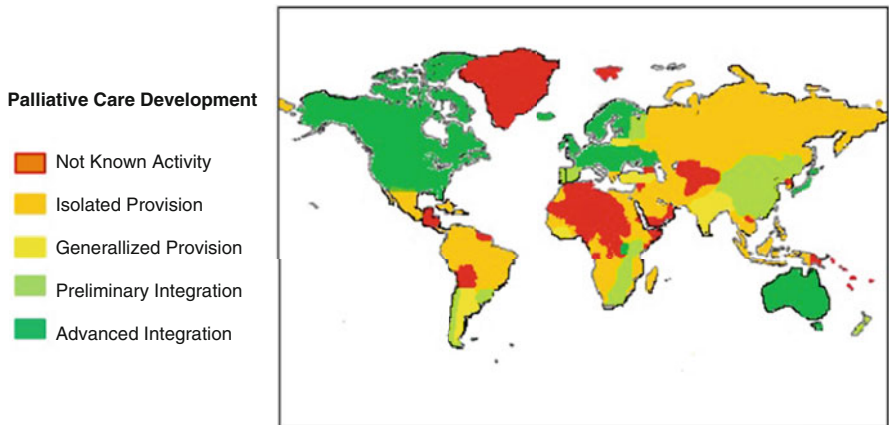 Palliative Care Development
Not Known Activity
Isolated Provision
Generallized Provision
Preliminary Integration
Advanced Integration